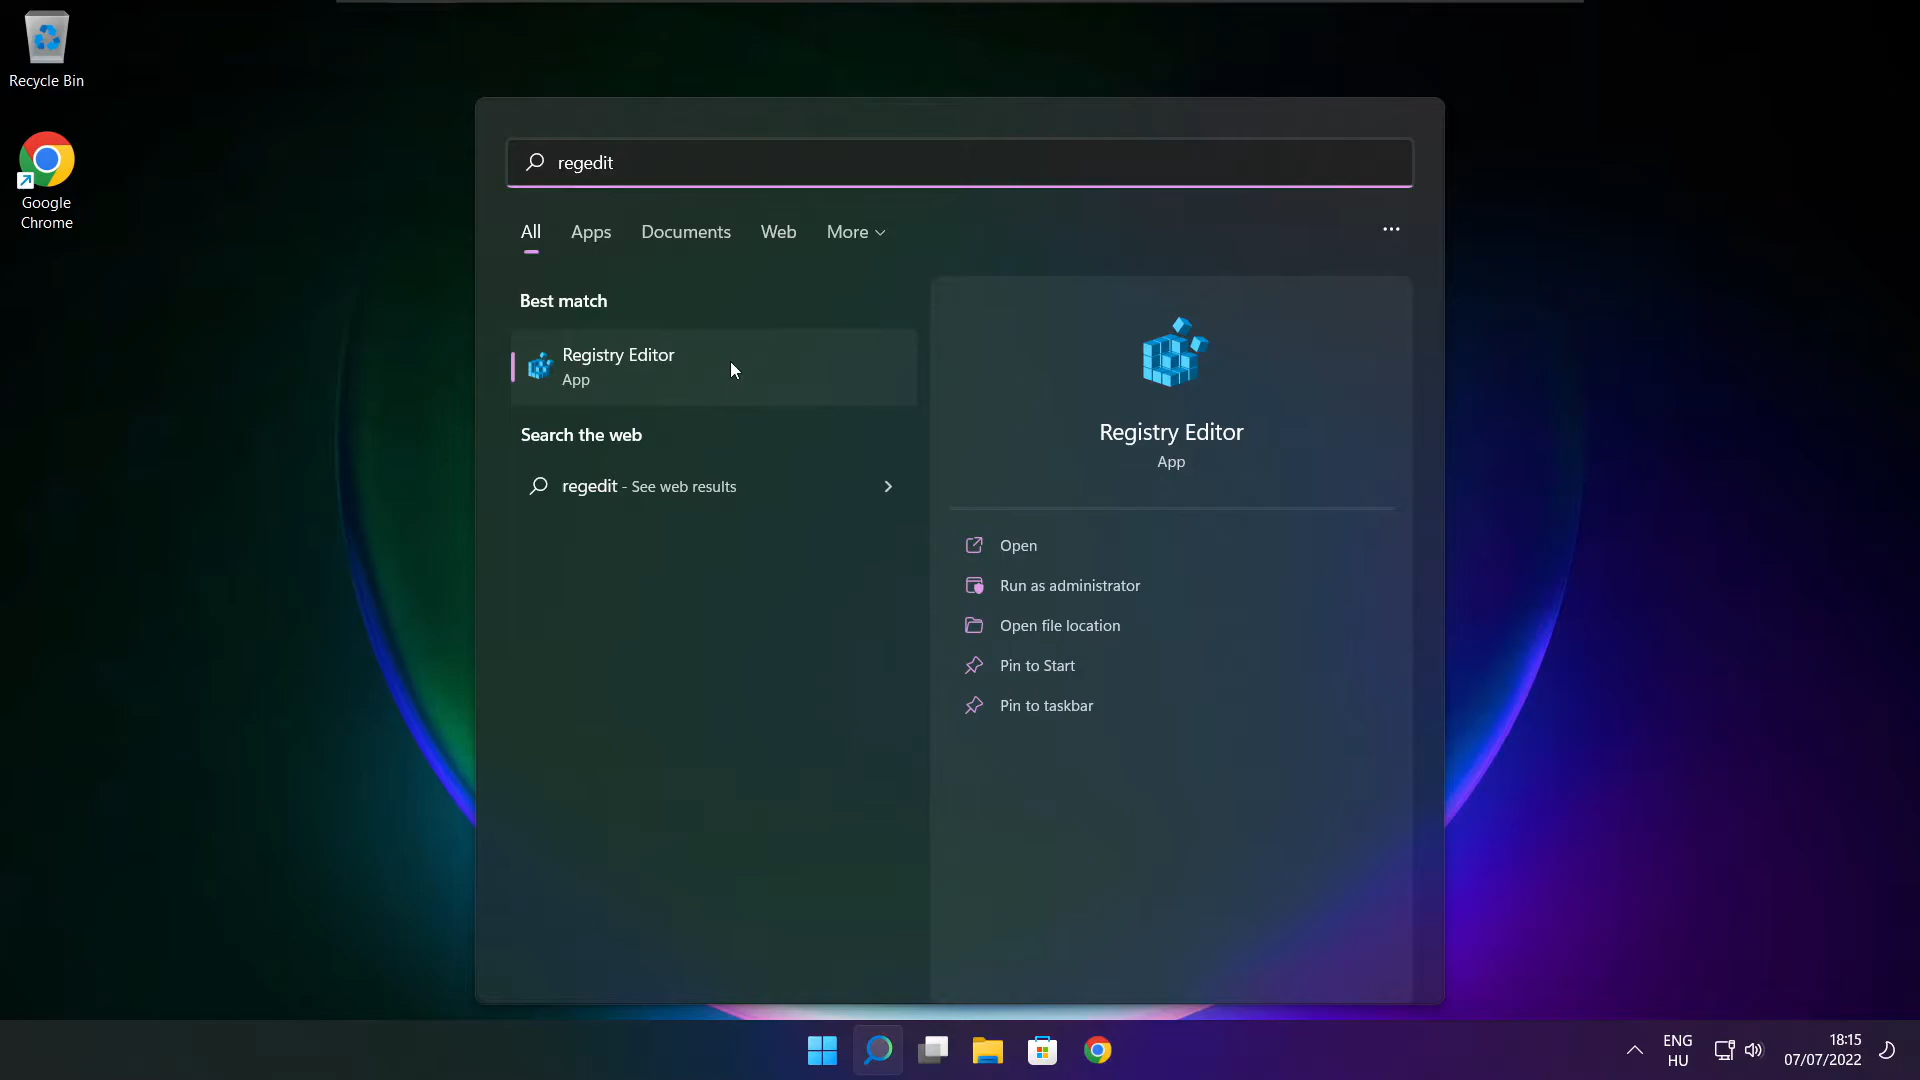 Recycle Bin
Google
Chrome
regedit
All Apps Documents Web More
Best match
Registry Editor
App
Search the web
regedit - See web results
Registry Editor
App
Open
Run as administrator
Open file location
Pin to Start
Pin to taskbar
ENG
HU
18:15
07/07/2022